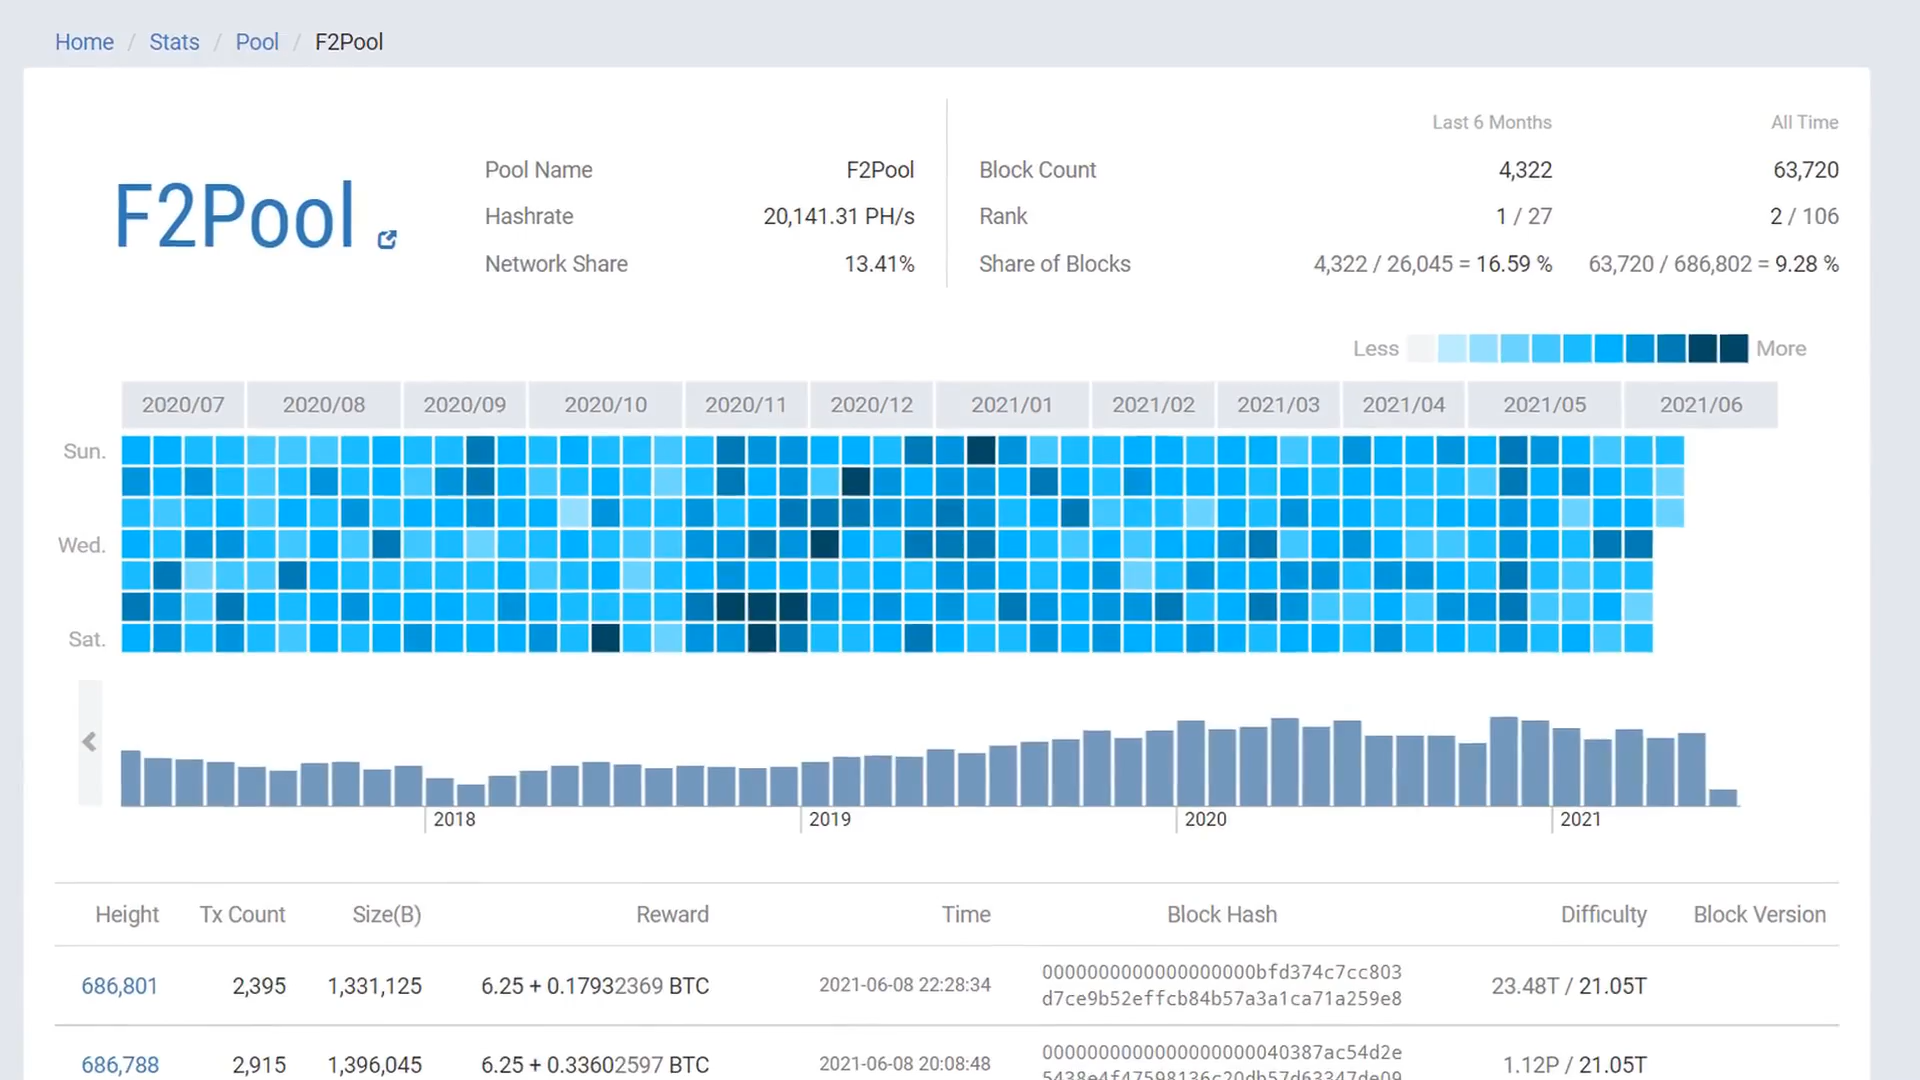 Home / Stats / Pool / F2Pool
F2Pool
Pool Name F2Pool
Hashrate 20,141.31 PH/s
Network Share 13.41%
Last 6 Months All Time
Block Count 4,322 63,720
Rank 1 / 27 2 / 106
Share of Blocks 4,322 / 26,045 = 16.59 % 63,720 / 686,802 = 9.28 %
Less More
2020/07 2020/08 2020/09 2020/10 2020/11 2020/12 2021/01 2021/02 2021/03 2021/04 2021/05 2021/06
Sun.
Wed.
Sat.
2018 2019 2020 2021
Height Tx Count Size(B) Reward Time Block Hash Difficulty Block Version
686,801 2,395 1,331,125 6.25 + 0.17932369 BTC 2021-06-08 22:28:34 0000000000000000000bfd374c7cc803 23.48T / 21.05T
d7ce9b52effcb84b57a3a1ca71a259e8
686,788 2,915 1,396,045 6.25 + 0.33602597 BTC 2021-06-08 20:08:48 00000000000000000000040387ac54d2e 1.12P / 21.05T